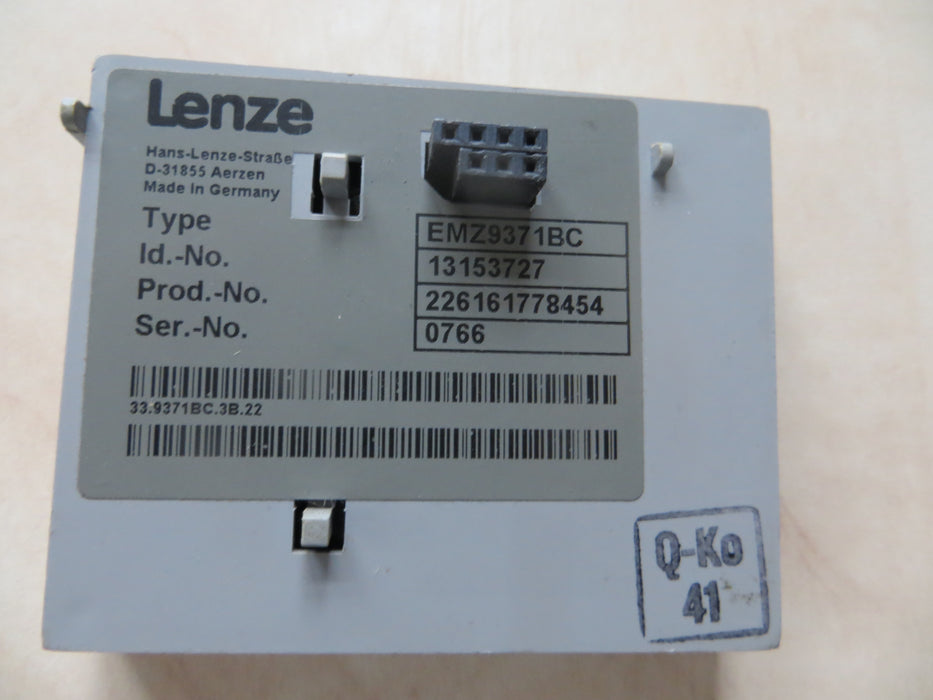 Lenze
Hans-Lenze-Straße
D-31855 Aerzen
Made in Germany
Type EMZ9371BC
Id.-No. 13153727
Prod.-No. 226161778454
Ser.-No. 0766
33.9371BC.3B.22
Q-Ko
41